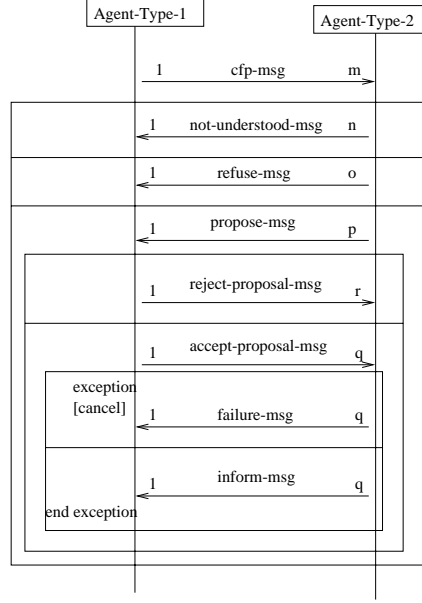 Agent-Type-1
Agent-Type-2
1 cfp-msg m
1 not-understood-msg n
1 refuse-msg o
1 propose-msg p
1 reject-proposal-msg r
1 accept-proposal-msg q
exception
[cancel]
1 failure-msg q
1 inform-msg q
end exception